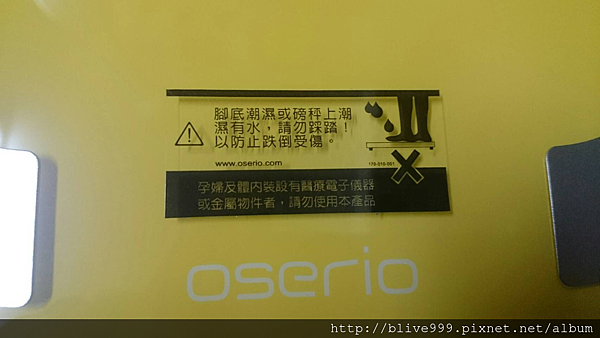 腳底潮濕或磅秤上潮
濕有水，請勿踩踏！
以防止跌倒受傷。
www.oserio.com
170-010-001
孕婦及體內裝設有醫療電子儀器
或金屬物件者，請勿使用本產品
oserio
http://blive999.pixnet.net/album